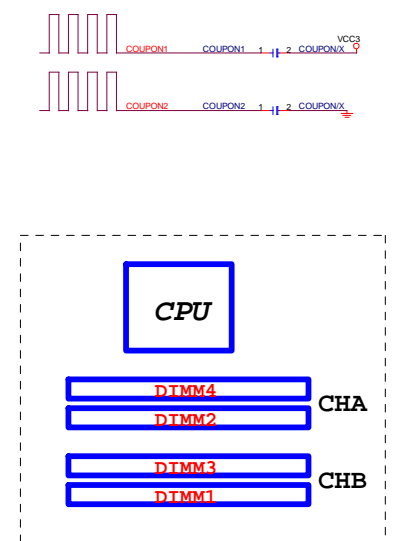 VCC3
COUPON1 COUPON1 1 2 COUPON/X
COUPON2 COUPON2 1 2 COUPON/X
CPU
DIMM4
CHA
DIMM2
DIMM3
CHB
DIMM1